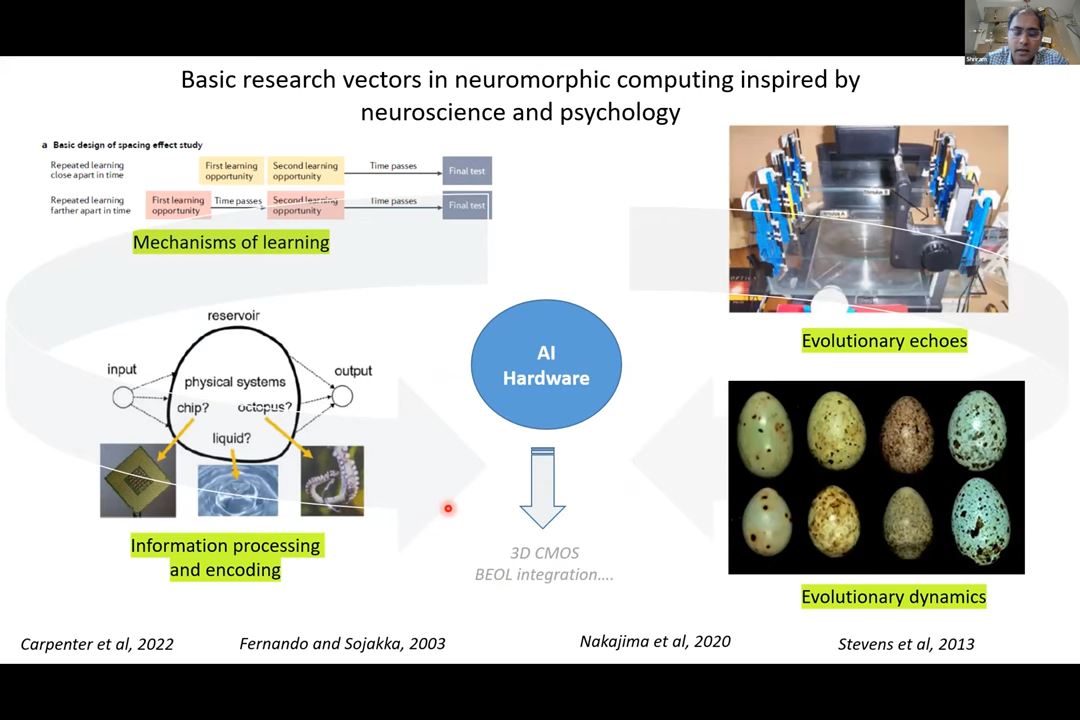 Shriram
Basic research vectors in neuromorphic computing inspired by
neuroscience and psychology
a Basic design of spacing effect study
Repeated learning
close apart in time
First learning
opportunity
Second learning
opportunity
Time passes
Final test
Repeated learning
farther apart in time
First learning
opportunity
Time passes
Second learning
opportunity
Time passes
Final test
Mechanisms of learning
reservoir
input
output
physical systems
chip?
octopus?
liquid?
Information processing
and encoding
AI
Hardware
3D CMOS
BEOL integration....
Evolutionary echoes
Evolutionary dynamics
Carpenter et al, 2022
Fernando and Sojakka, 2003
Nakajima et al, 2020
Stevens et al, 2013